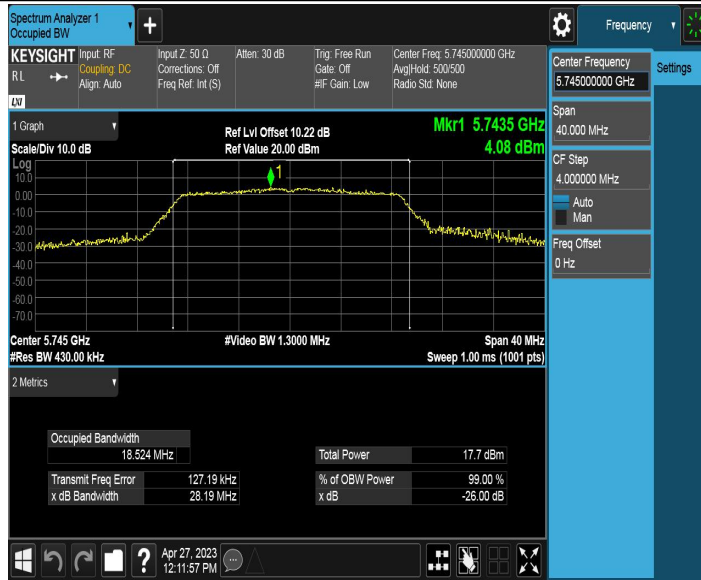 Spectrum Analyzer 1
Occupied BW
Frequency
KEYSIGHT
RL
LXI
Input: RF
Coupling: DC
Align: Auto
Input Z: 50 Ω
Corrections: Off
Freq Ref: Int (S)
Atten: 30 dB
Trig: Free Run
Gate: Off
#IF Gain: Low
Center Freq: 5.745000000 GHz
Avg|Hold: 500/500
Radio Std: None
Center Frequency
5.745000000 GHz
Settings
Span
40.000 MHz
CF Step
4.000000 MHz
Auto
Man
Freq Offset
0 Hz
1 Graph
Scale/Div 10.0 dB
Ref Lvl Offset 10.22 dB
Ref Value 20.00 dBm
Mkr1 5.7435 GHz
4.08 dBm
Log
10.0
0.00
-10.0
-20.0
-30.0
-40.0
-50.0
-60.0
-70.0
1
Center 5.745 GHz
#Res BW 430.00 kHz
#Video BW 1.3000 MHz
Span 40 MHz
Sweep 1.00 ms (1001 pts)
2 Metrics
Occupied Bandwidth
18.524 MHz
Total Power 17.7 dBm
Transmit Freq Error 127.19 kHz
% of OBW Power 99.00 %
x dB Bandwidth 28.19 MHz
x dB -26.00 dB
?
Apr 27, 2023
12:11:57 PM